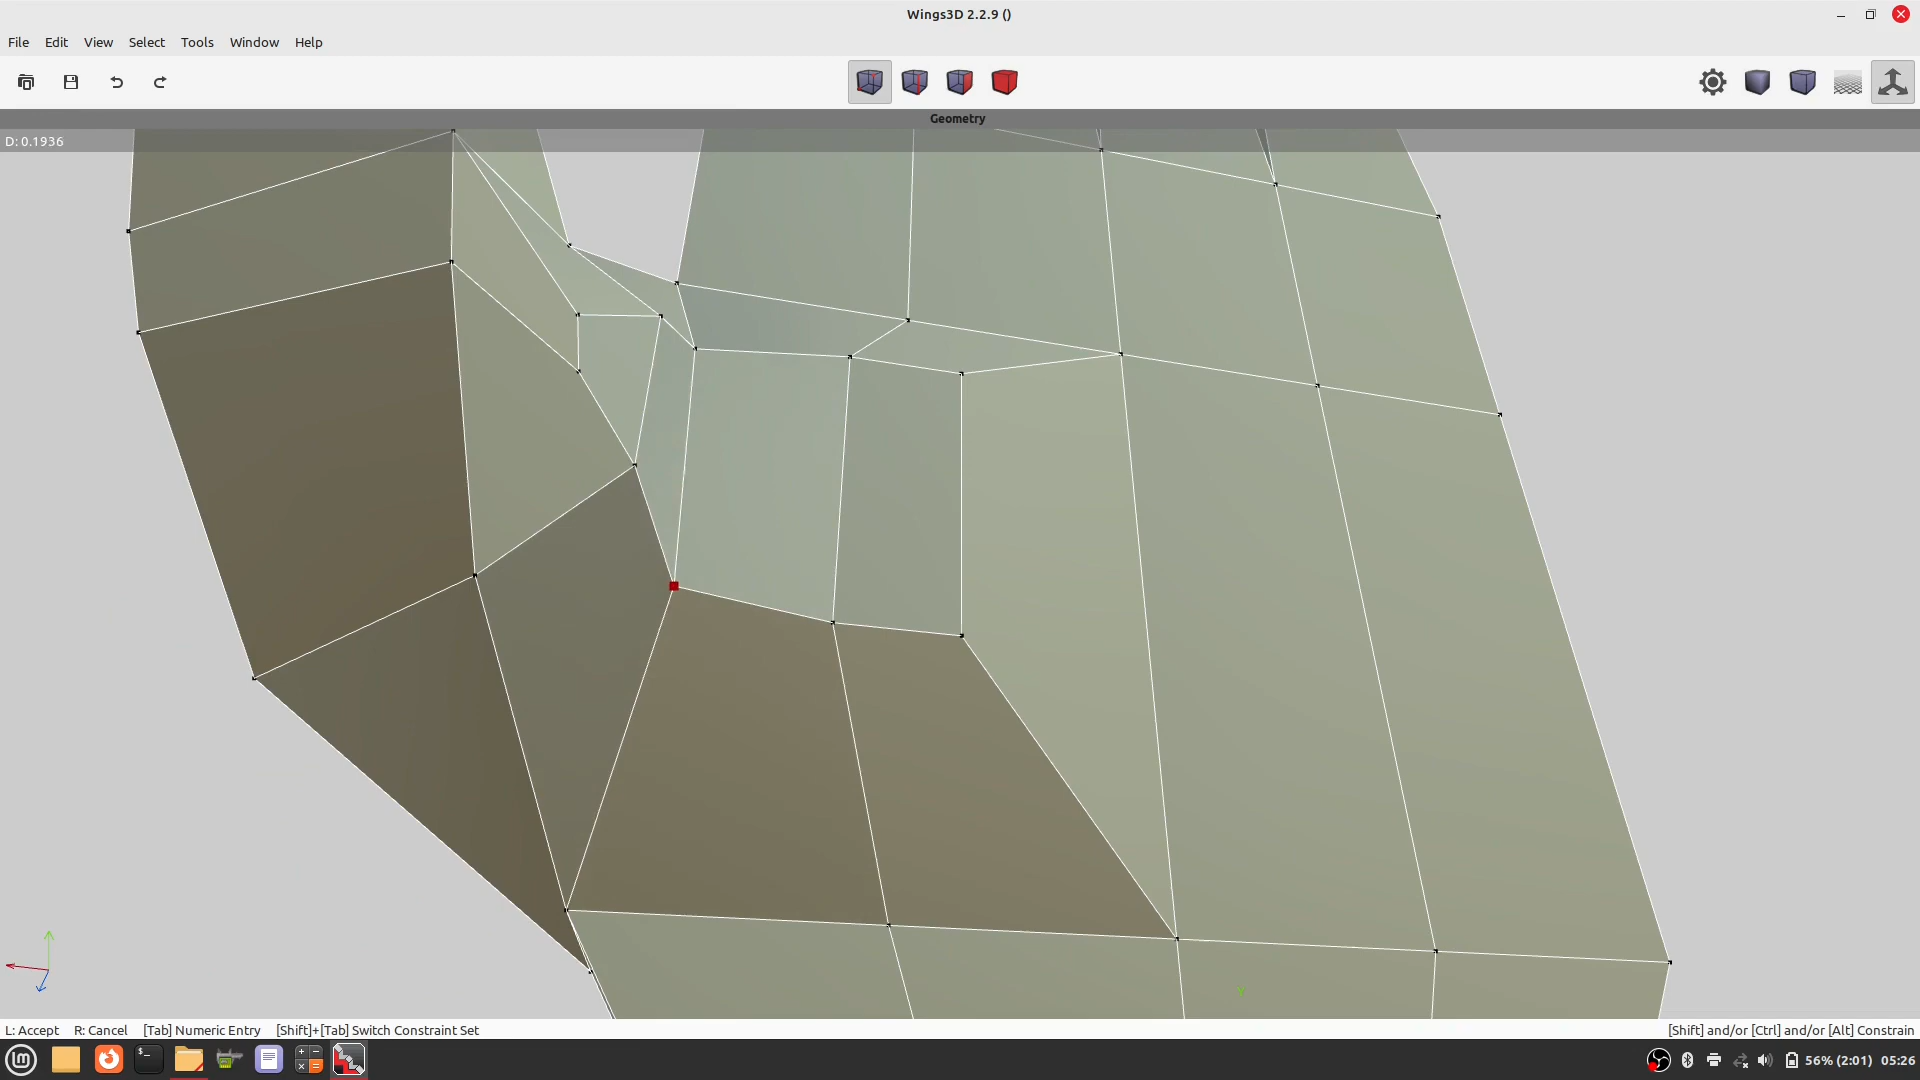 Wings3D 2.2.9 ()
File Edit View Select Tools Window Help
Geometry
D: 0.1936
Y
L: Accept R: Cancel [Tab] Numeric Entry [Shift]+[Tab] Switch Constraint Set [Shift] and/or [Ctrl] and/or [Alt] Constrain
56% (2:01) 05:26